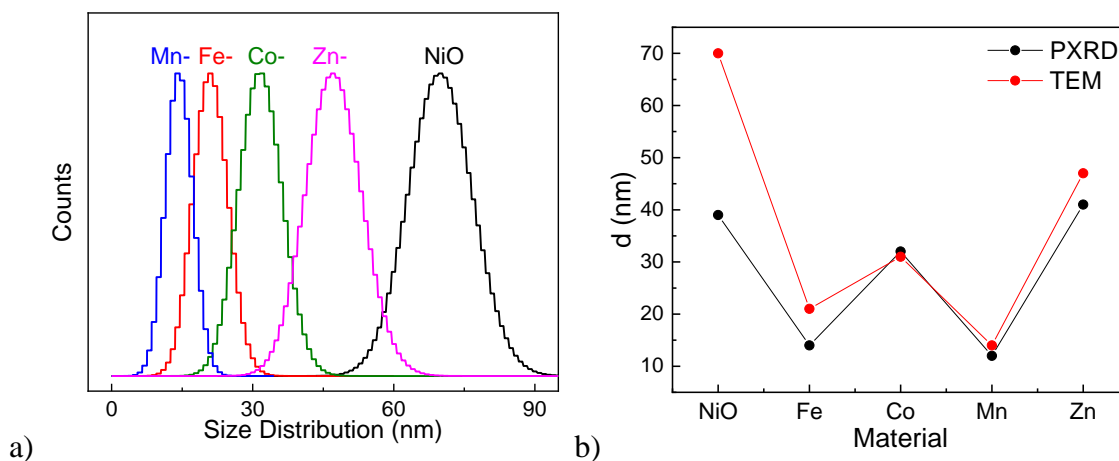 Mn- Fe- Co- Zn- NiO
Counts
0 30 60 90
Size Distribution (nm)
a)
PXRD
TEM
70
60
50
40
30
20
10
d (nm)
NiO Fe Co Mn Zn
Material
b)